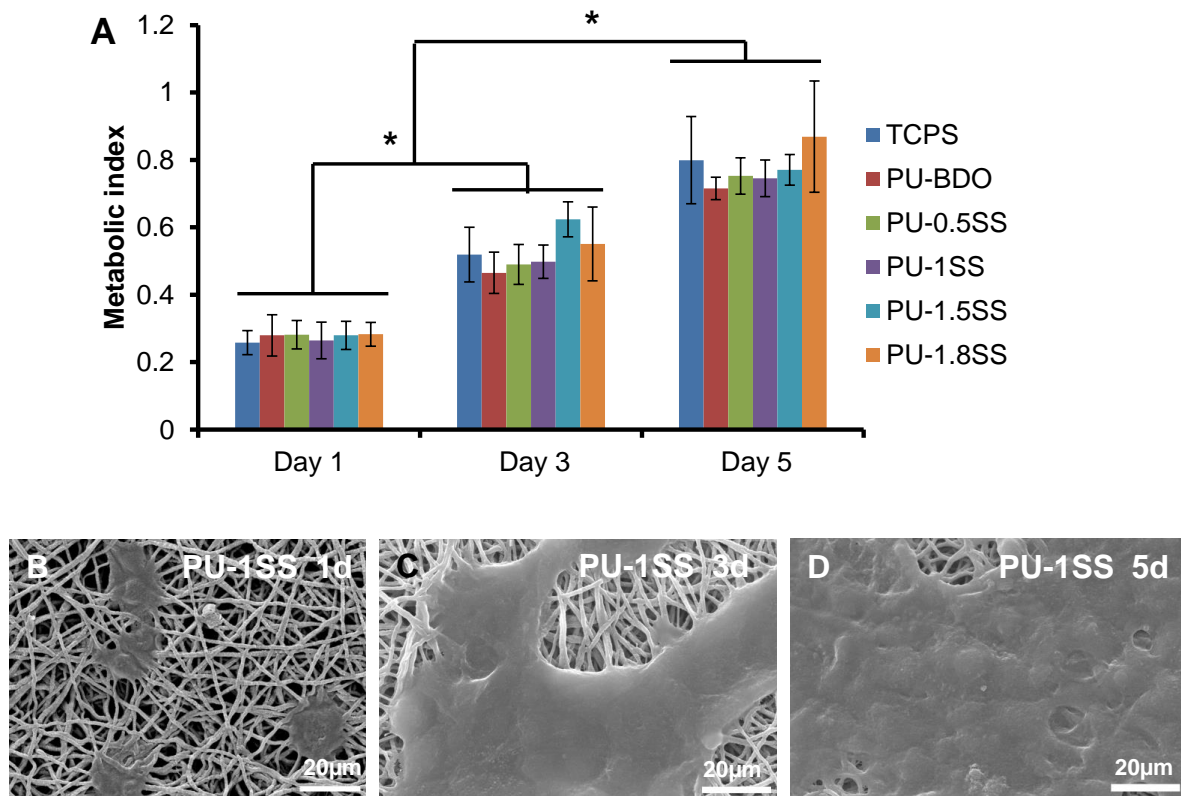 A
Metabolic index
1.2
1
0.8
0.6
0.4
0.2
0
*
*
Day 1
Day 3
Day 5
TCPS
PU-BDO
PU-0.5SS
PU-1SS
PU-1.5SS
PU-1.8SS
B PU-1SS 1d
20μm
C PU-1SS 3d
20μm
D PU-1SS 5d
20μm